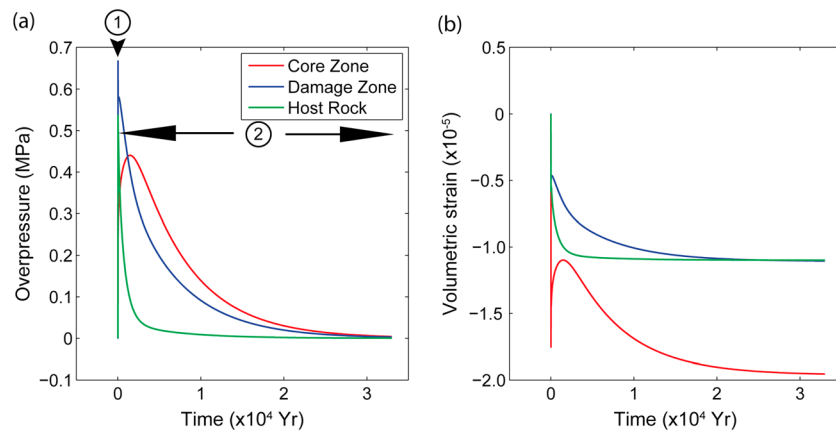 (a)
1
0.7
0.6
0.5
0.4
0.3
0.2
0.1
0
−0.1
Overpressure (MPa)
Core Zone
Damage Zone
Host Rock
2
0 1 2 3
Time (x10⁴ Yr)
(b)
0.5
0
−0.5
−1.0
−1.5
−2.0
Volumetric strain (x10⁻⁵)
0 1 2 3
Time (x10⁴ Yr)